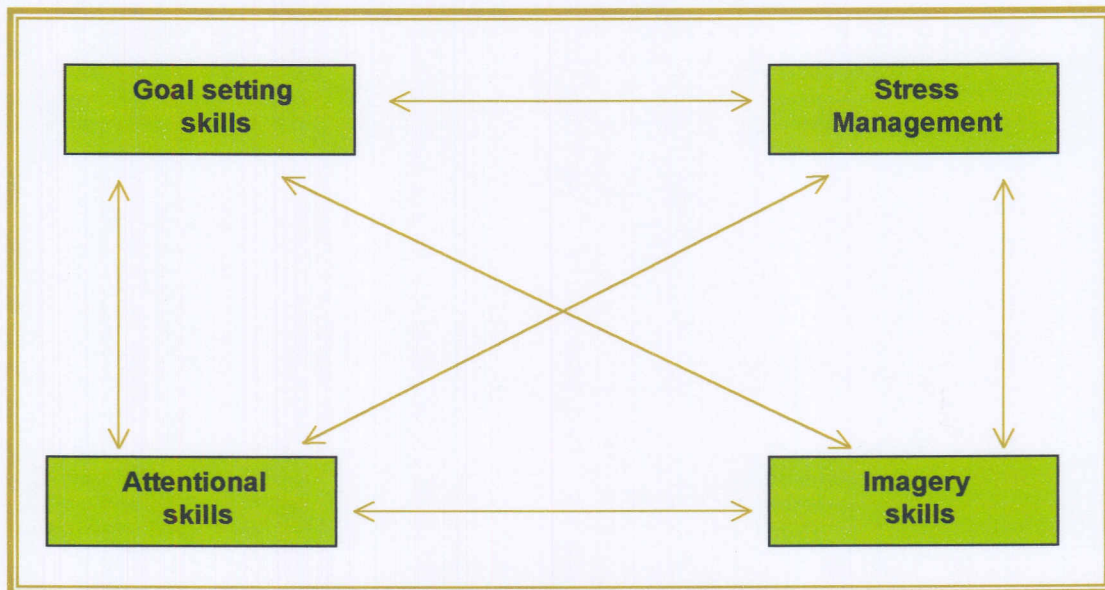 Goal setting
skills
Stress
Management
Attentional
skills
Imagery
skills